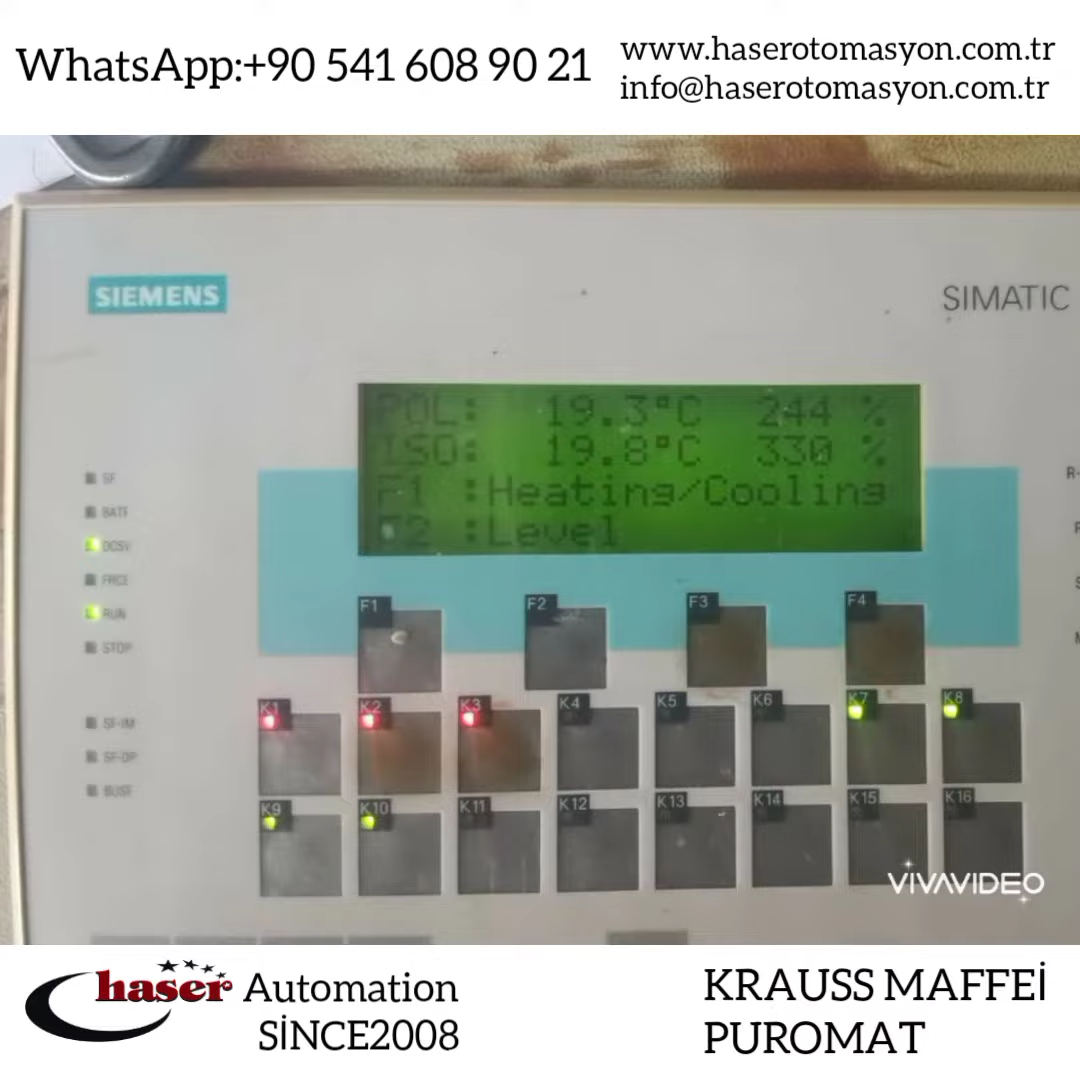 WhatsApp:+90 541 608 90 21
www.haserotomasyon.com.tr
info@haserotomasyon.com.tr
SIEMENS
SIMATIC
POL: 19.3°C 244 %
ISO: 19.8°C 330 %
F1 :Heating/Cooling
F2 :Level
SF
BATF
DC5V
FRCE
RUN
STOP
SF-IM
SF-DP
BUSF
F1 F2 F3 F4
K1 K2 K3 K4 K5 K6 K7 K8
K9 K10 K11 K12 K13 K14 K15 K16
VIVAVIDEO
haser Automation
SİNCE2008
KRAUSS MAFFEİ
PUROMAT